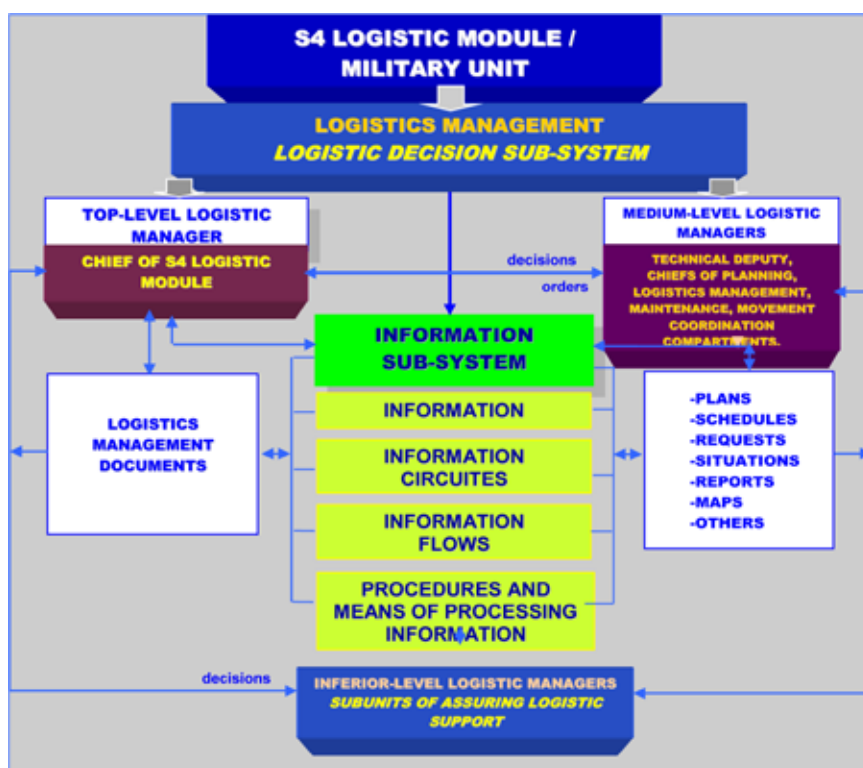 S4 LOGISTIC MODULE /
MILITARY UNIT
LOGISTICS MANAGEMENT
LOGISTIC DECISION SUB-SYSTEM
TOP-LEVEL LOGISTIC
MANAGER
CHIEF OF S4 LOGISTIC
MODULE
MEDIUM-LEVEL LOGISTIC
MANAGERS
TECHNICAL DEPUTY,
CHIEFS OF PLANNING,
LOGISTICS MANAGEMENT,
MAINTENANCE, MOVEMENT
COORDINATION
COMPARTMENTS.
decisions
orders
INFORMATION
SUB-SYSTEM
INFORMATION
INFORMATION
CIRCUITES
INFORMATION
FLOWS
PROCEDURES AND
MEANS OF PROCESSING
INFORMATION
LOGISTICS
MANAGEMENT
DOCUMENTS
-PLANS
-SCHEDULES
-REQUESTS
-SITUATIONS
-REPORTS
-MAPS
-OTHERS
decisions
INFERIOR-LEVEL LOGISTIC MANAGERS
SUBUNITS OF ASSURING LOGISTIC
SUPPORT